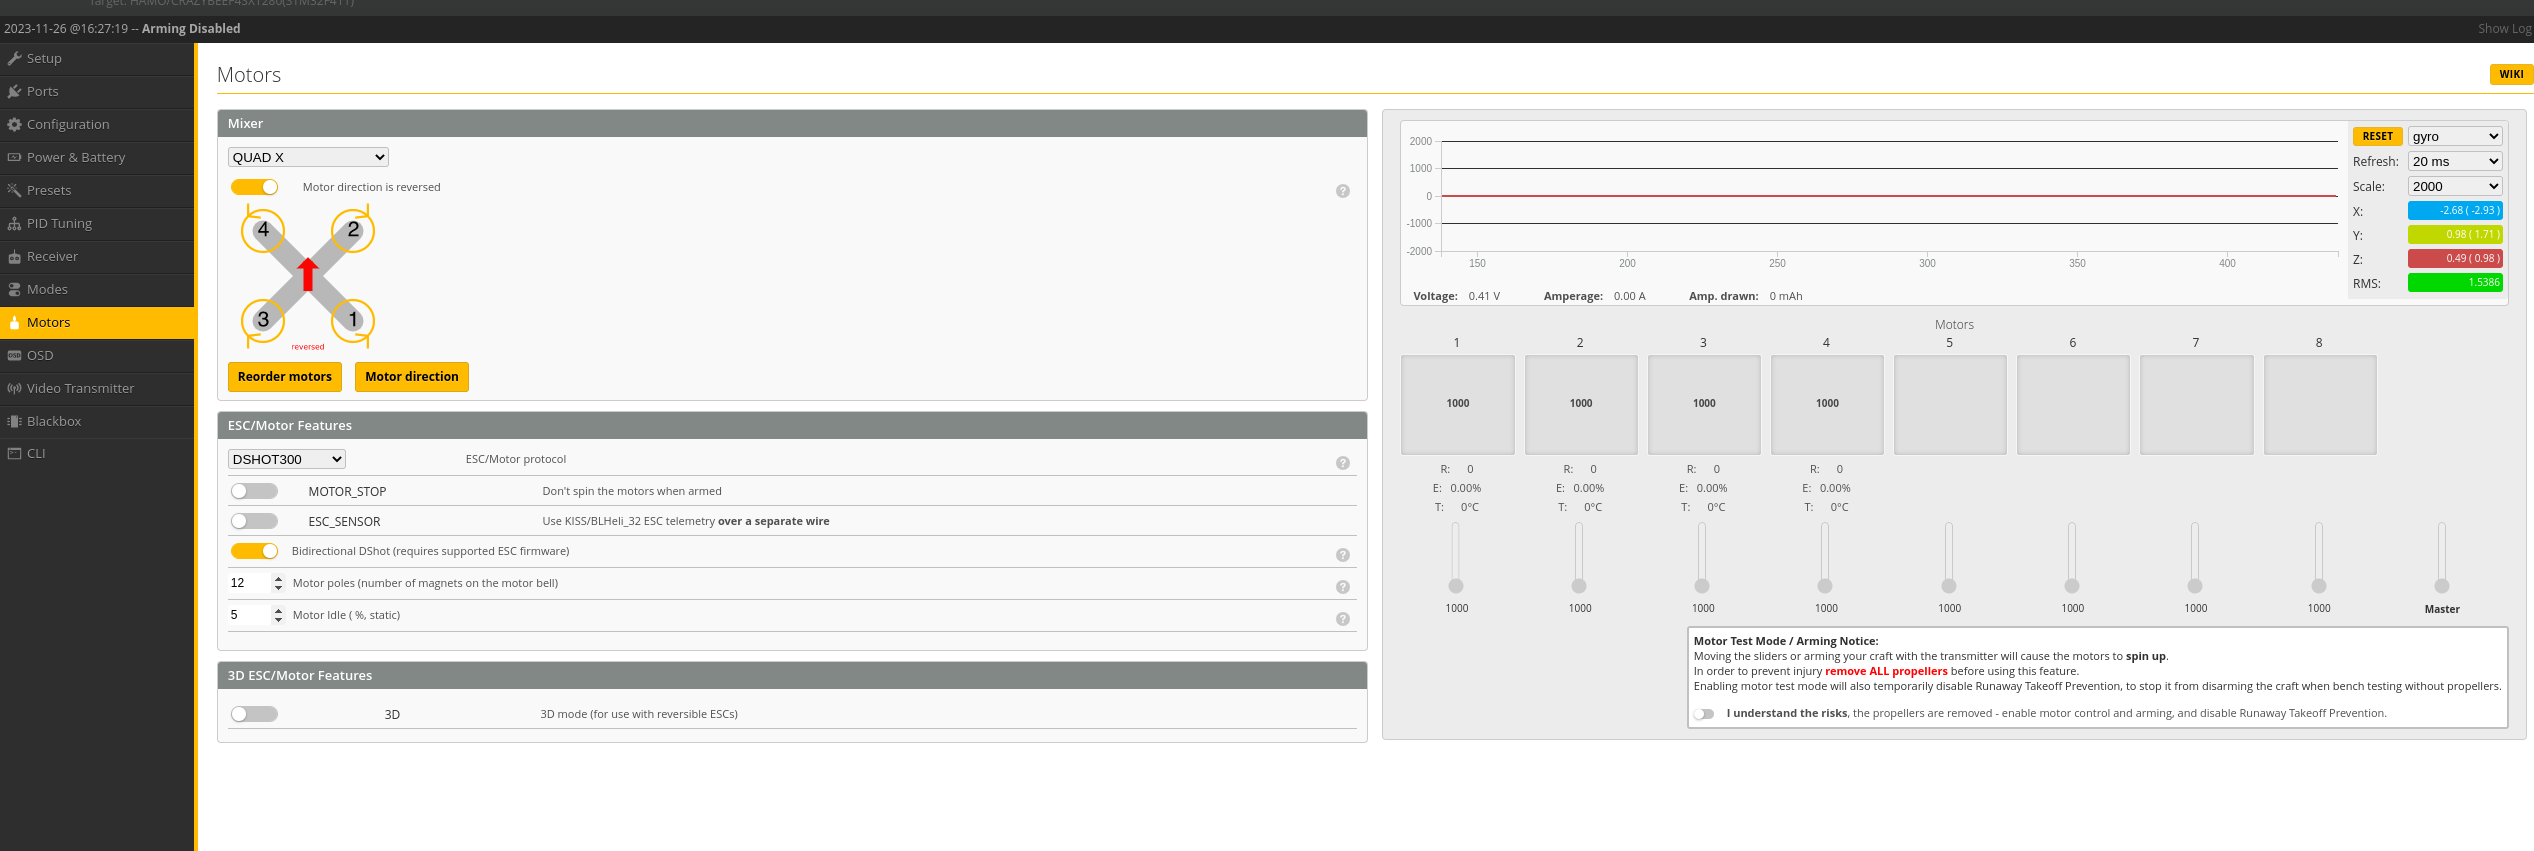 Target: HAMO/CRAZYBEEF4SX1280(STM32F411)
2023-11-26 @16:27:19 -- Arming Disabled
Show Log
Setup
Ports
Configuration
Power & Battery
Presets
PID Tuning
Receiver
Modes
Motors
OSD
Video Transmitter
Blackbox
CLI
Motors
WIKI
Mixer
QUAD X
Motor direction is reversed
4 2
3 1
reversed
Reorder motors Motor direction
ESC/Motor Features
DSHOT300 ESC/Motor protocol
MOTOR_STOP Don't spin the motors when armed
ESC_SENSOR Use KISS/BLHeli_32 ESC telemetry over a separate wire
Bidirectional DShot (requires supported ESC firmware)
12 Motor poles (number of magnets on the motor bell)
5 Motor Idle ( %, static)
3D ESC/Motor Features
3D 3D mode (for use with reversible ESCs)
2000
1000
0
-1000
-2000
150 200 250 300 350 400
Voltage: 0.41 V Amperage: 0.00 A Amp. drawn: 0 mAh
RESET gyro
Refresh: 20 ms
Scale: 2000
X: -2.68 ( -2.93 )
Y: 0.98 ( 1.71 )
Z: 0.49 ( 0.98 )
RMS: 1.5386
Motors
1 2 3 4 5 6 7 8
1000 1000 1000 1000
R: 0 R: 0 R: 0 R: 0
E: 0.00% E: 0.00% E: 0.00% E: 0.00%
T: 0°C T: 0°C T: 0°C T: 0°C
1000 1000 1000 1000 1000 1000 1000 1000 Master
Motor Test Mode / Arming Notice:
Moving the sliders or arming your craft with the transmitter will cause the motors to spin up.
In order to prevent injury remove ALL propellers before using this feature.
Enabling motor test mode will also temporarily disable Runaway Takeoff Prevention, to stop it from disarming the craft when bench testing without propellers.
I understand the risks, the propellers are removed - enable motor control and arming, and disable Runaway Takeoff Prevention.